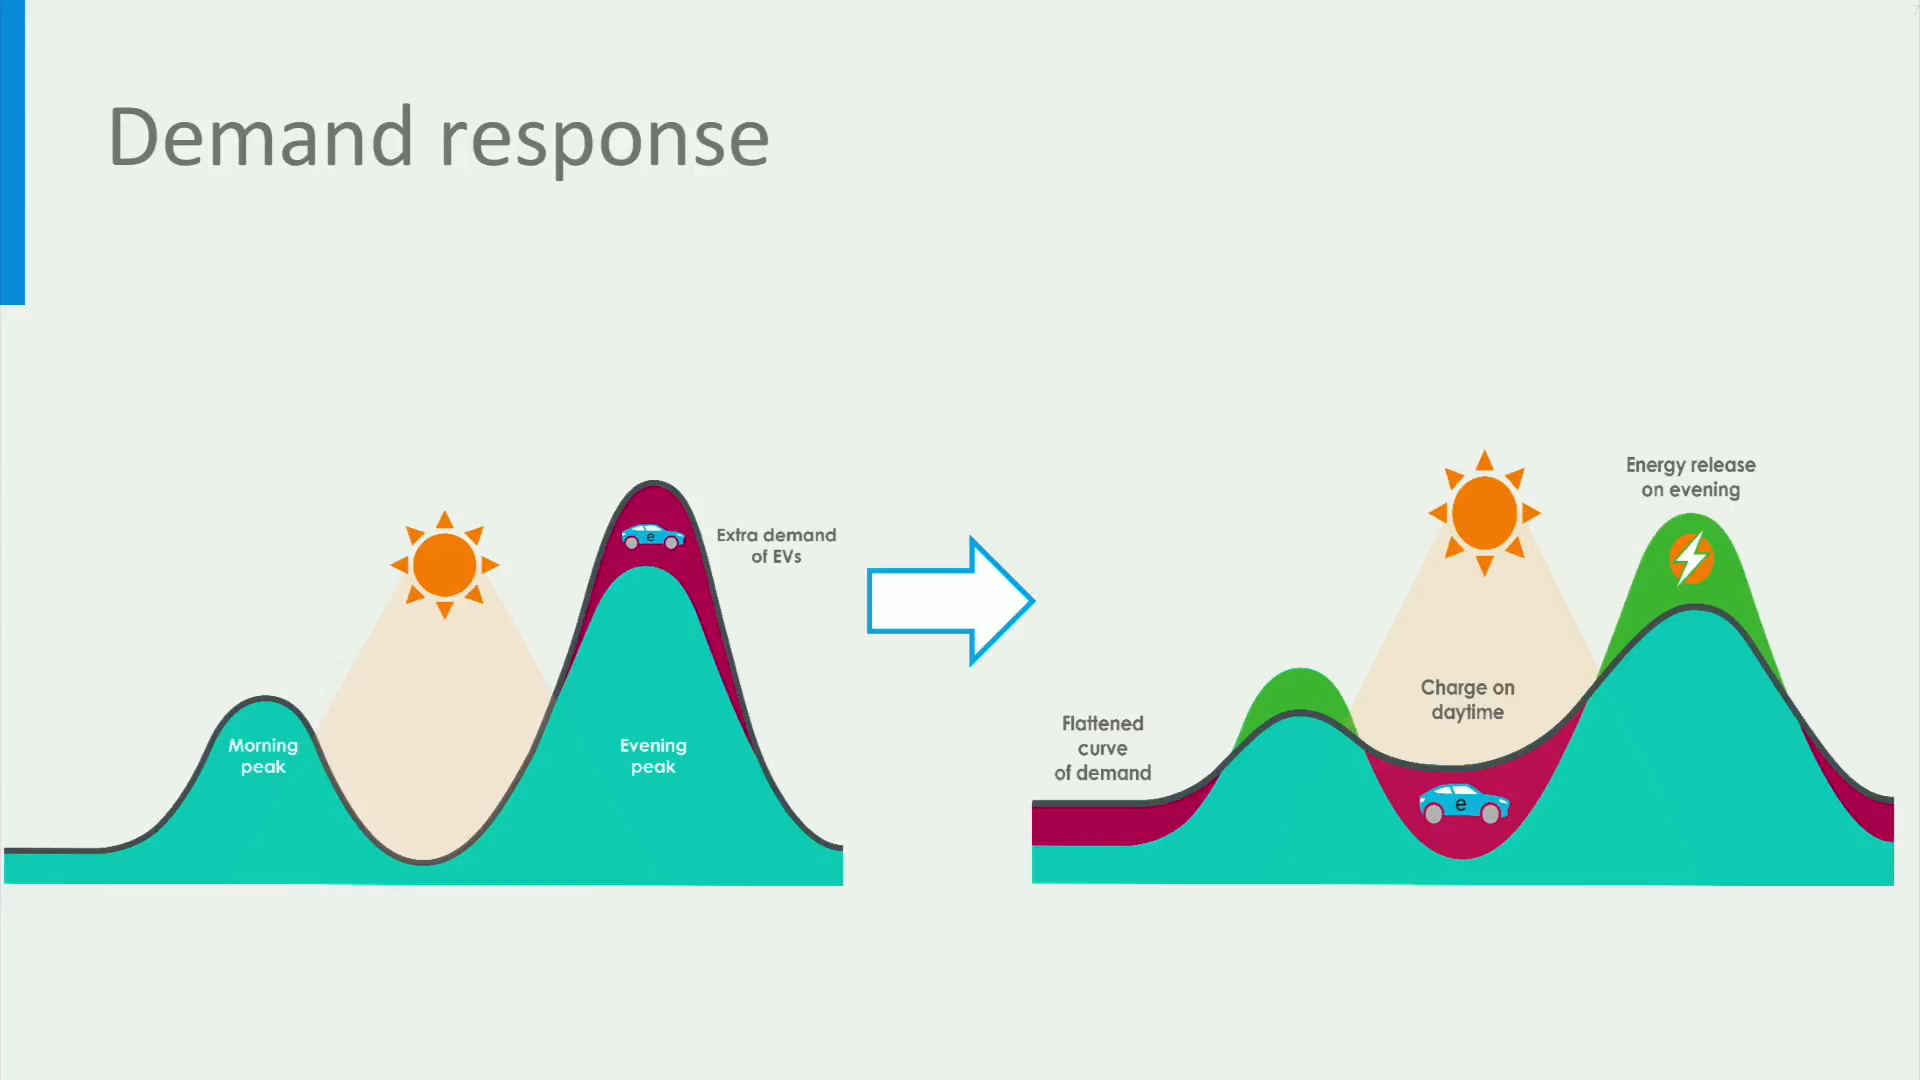 7
Demand response
Extra demand
of EVs
e
Morning
peak
Evening
peak
Energy release
on evening
Charge on
daytime
Flattened
curve
of demand
e